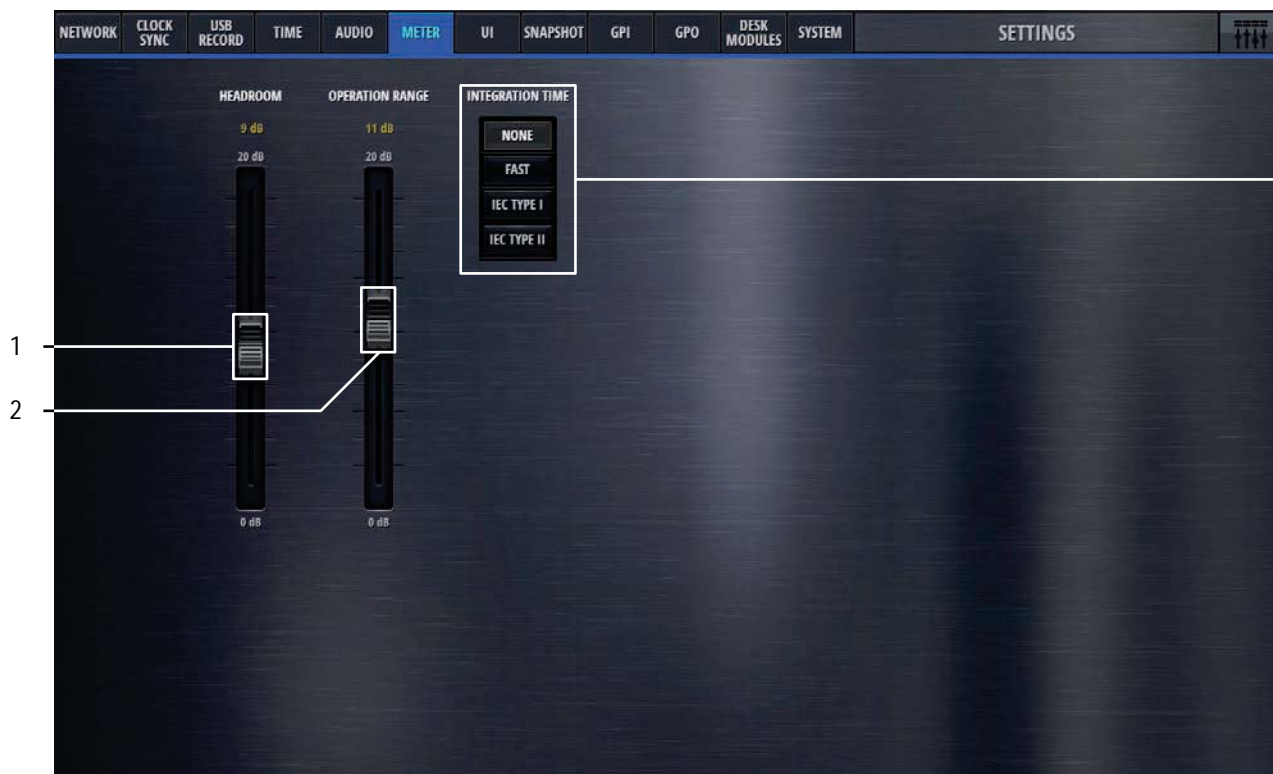 NETWORK
CLOCK
SYNC
USB
RECORD
TIME
AUDIO
METER
UI
SNAPSHOT
GPI
GPO
DESK
MODULES
SYSTEM
SETTINGS
HEADROOM
OPERATION RANGE
INTEGRATION TIME
9 dB
11 dB
20 dB
20 dB
NONE
FAST
IEC TYPE I
IEC TYPE II
1
2
0 dB
0 dB